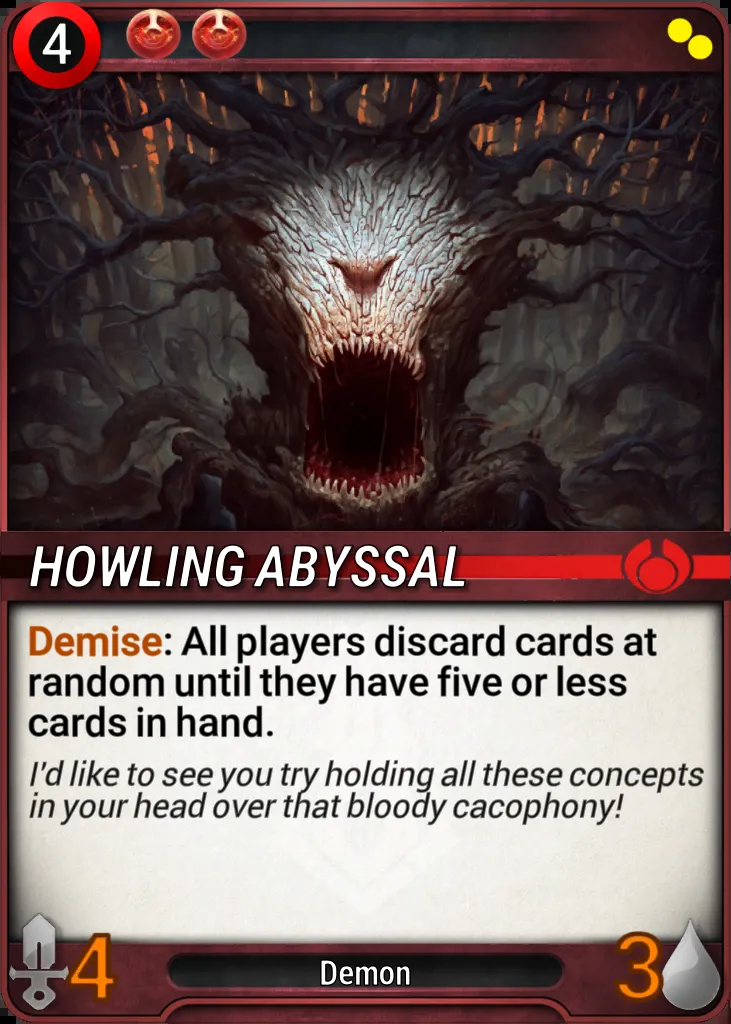 4
HOWLING ABYSSAL
Demise: All players discard cards at
random until they have five or less
cards in hand.
I'd like to see you try holding all these concepts
in your head over that bloody cacophony!
4
Demon
3